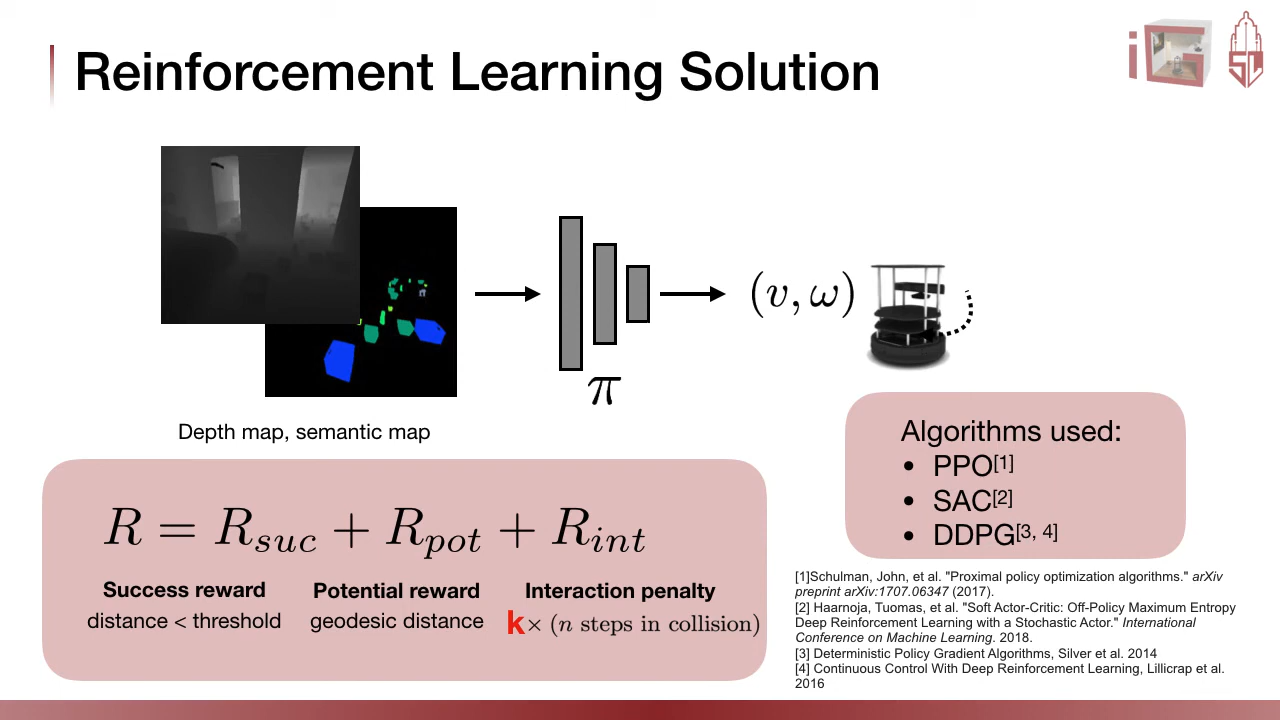 Reinforcement Learning Solution
iG
SL
(v, ω)
π
Depth map, semantic map
R = R_suc + R_pot + R_int
Success reward
distance < threshold
Potential reward
geodesic distance
Interaction penalty
k × (n steps in collision)
Algorithms used:
• PPO[1]
• SAC[2]
• DDPG[3, 4]
[1]Schulman, John, et al. "Proximal policy optimization algorithms." arXiv
preprint arXiv:1707.06347 (2017).
[2] Haarnoja, Tuomas, et al. "Soft Actor-Critic: Off-Policy Maximum Entropy
Deep Reinforcement Learning with a Stochastic Actor." International
Conference on Machine Learning. 2018.
[3] Deterministic Policy Gradient Algorithms, Silver et al. 2014
[4] Continuous Control With Deep Reinforcement Learning, Lillicrap et al.
2016